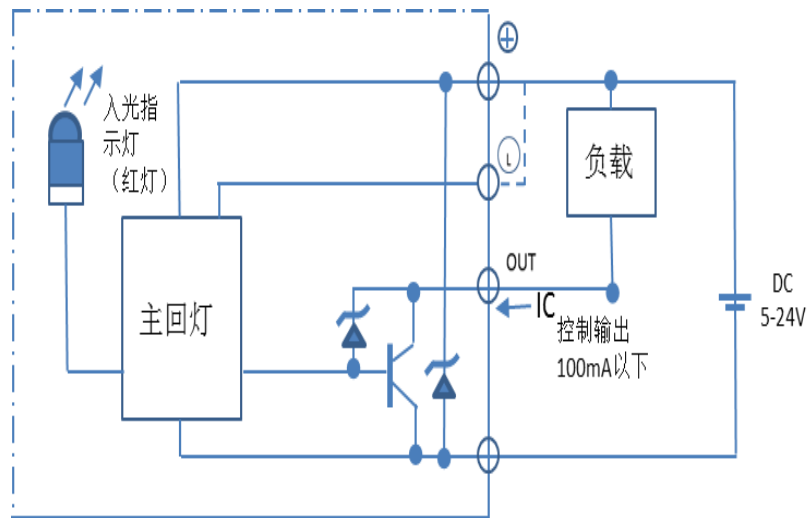 入光指
示灯
（红灯）
L
负载
主回灯
OUT
IC
控制输出
100mA以下
DC
5-24V